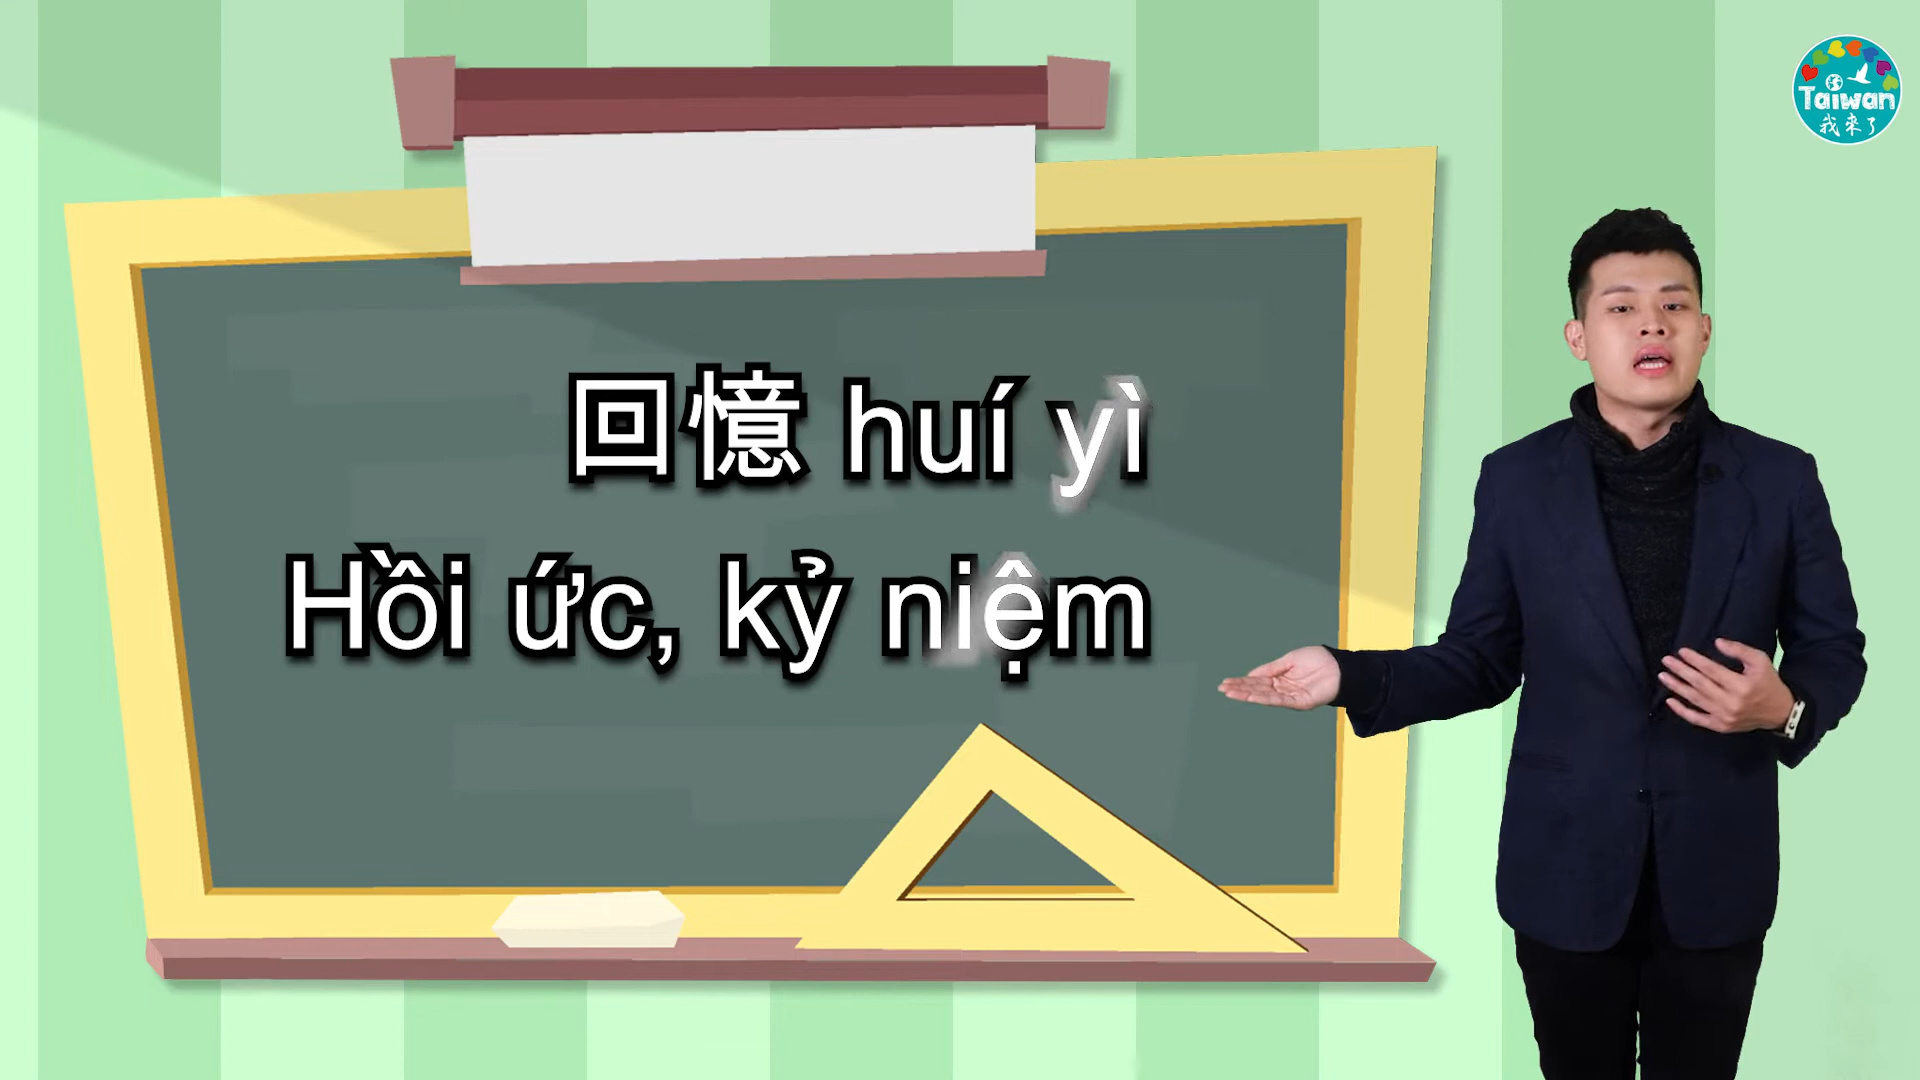 Taiwan
我來了
回憶 huí yì
Hồi ức, kỷ niệm